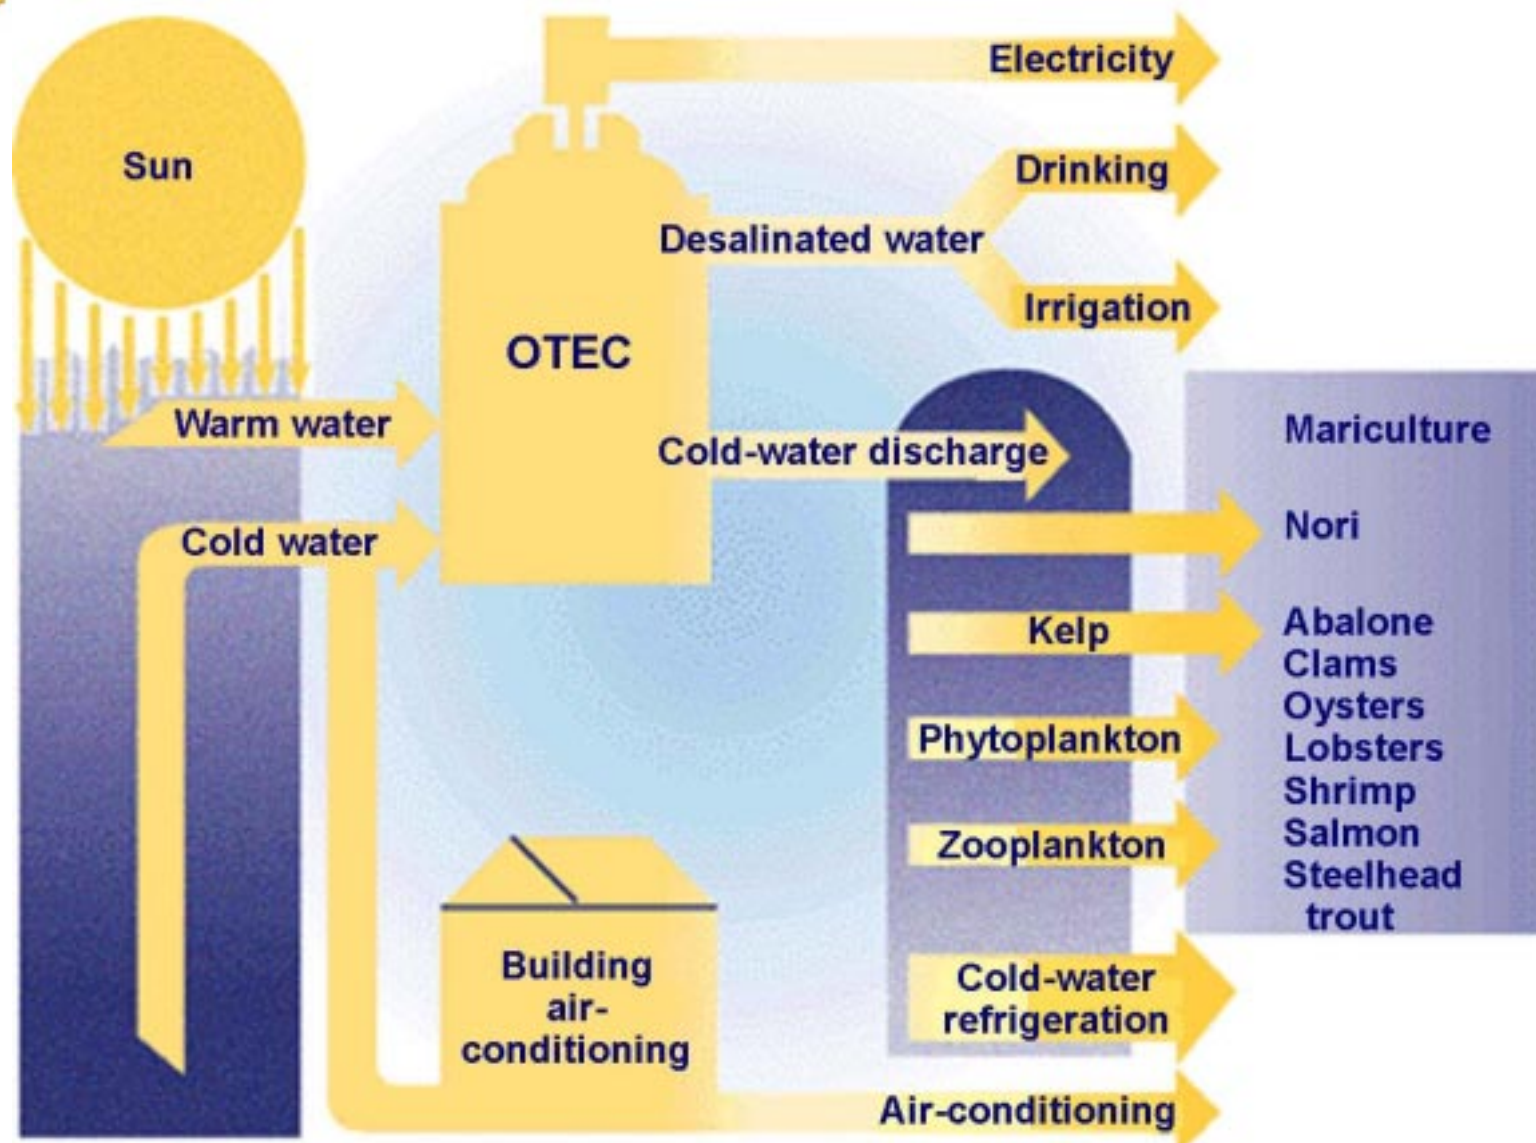 Sun
Electricity
Drinking
Desalinated water
Irrigation
OTEC
Warm water
Cold-water discharge
Cold water
Mariculture
Nori
Kelp
Abalone
Clams
Oysters
Lobsters
Shrimp
Salmon
Steelhead
trout
Phytoplankton
Zooplankton
Cold-water
refrigeration
Building
air-
conditioning
Air-conditioning